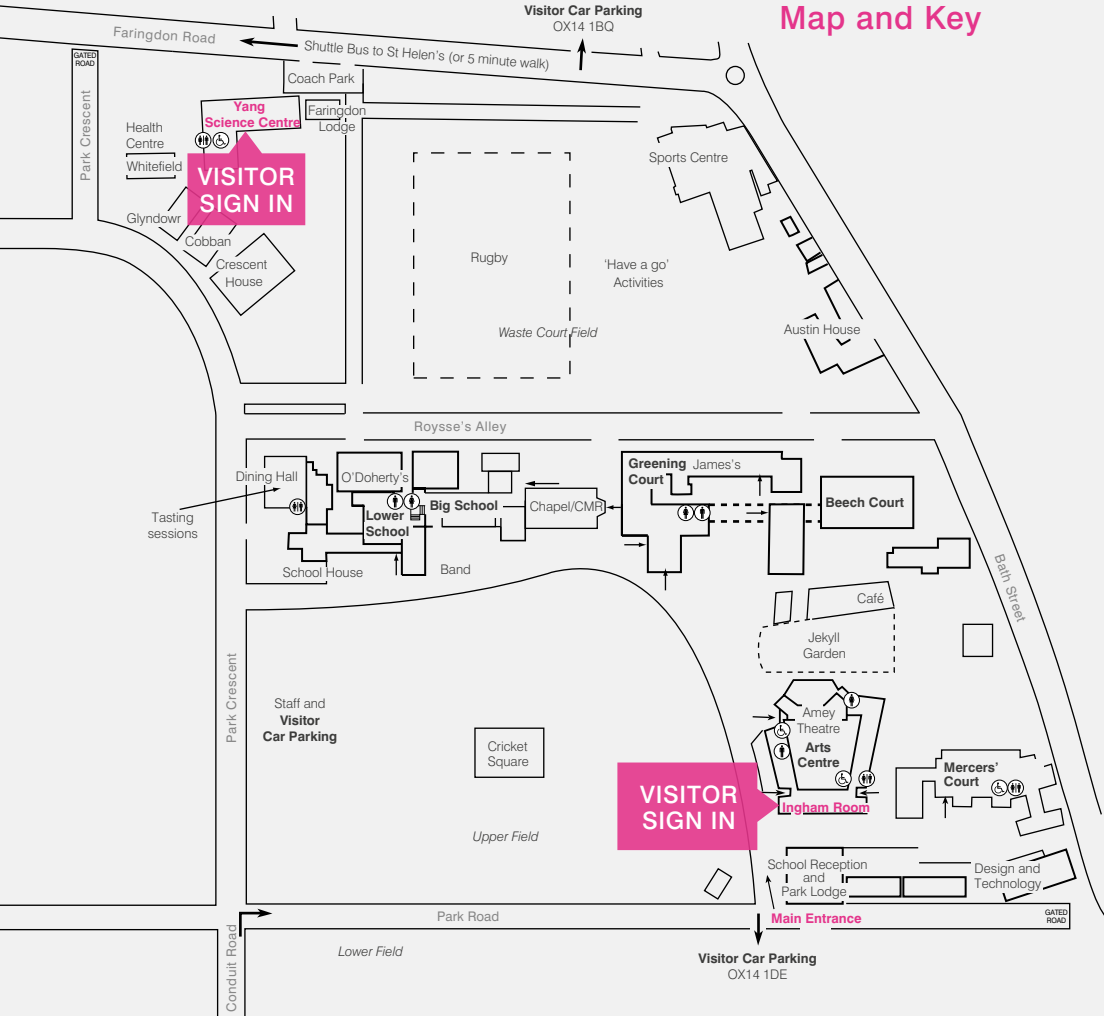 Visitor Car Parking
OX14 1BQ
Map and Key
Faringdon Road
Shuttle Bus to St Helen's (or 5 minute walk)
GATED
ROAD
Coach Park
Park Crescent
Yang
Science Centre
Faringdon
Lodge
Health
Centre
Whitefield
VISITOR
SIGN IN
Glyndowr
Cobban
Crescent
House
Sports Centre
Rugby
'Have a go'
Activities
Waste Court Field
Austin House
Roysse's Alley
Dining Hall
O'Doherty's
Greening
Court
James's
Tasting
sessions
Lower
School
Big School
Chapel/CMR
Beech Court
School House
Band
Bath Street
Café
Jekyll
Garden
Park Crescent
Staff and
Visitor
Car Parking
Cricket
Square
Amey
Theatre
Arts
Centre
Mercers'
Court
VISITOR
SIGN IN
Ingham Room
Upper Field
School Reception
and
Park Lodge
Design and
Technology
Park Road
Main Entrance
GATED
ROAD
Conduit Road
Lower Field
Visitor Car Parking
OX14 1DE